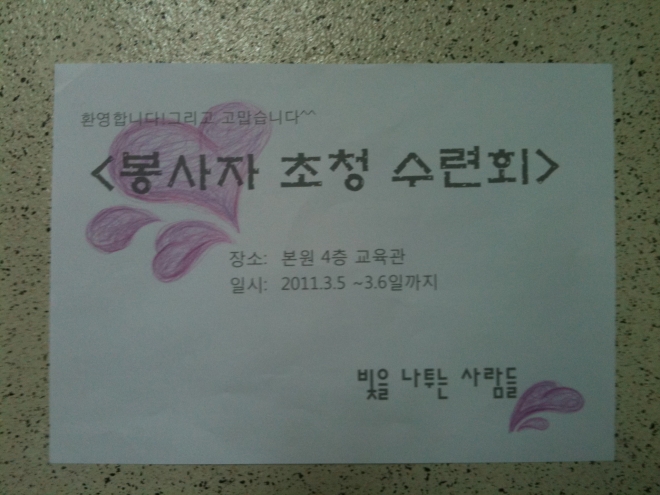 환영합니다!그리고 고맙습니다^^
<봉사자 초청 수련회>
장소: 본원 4층 교육관
일시: 2011.3.5 ~3.6일까지
빛을 나투는 사람들